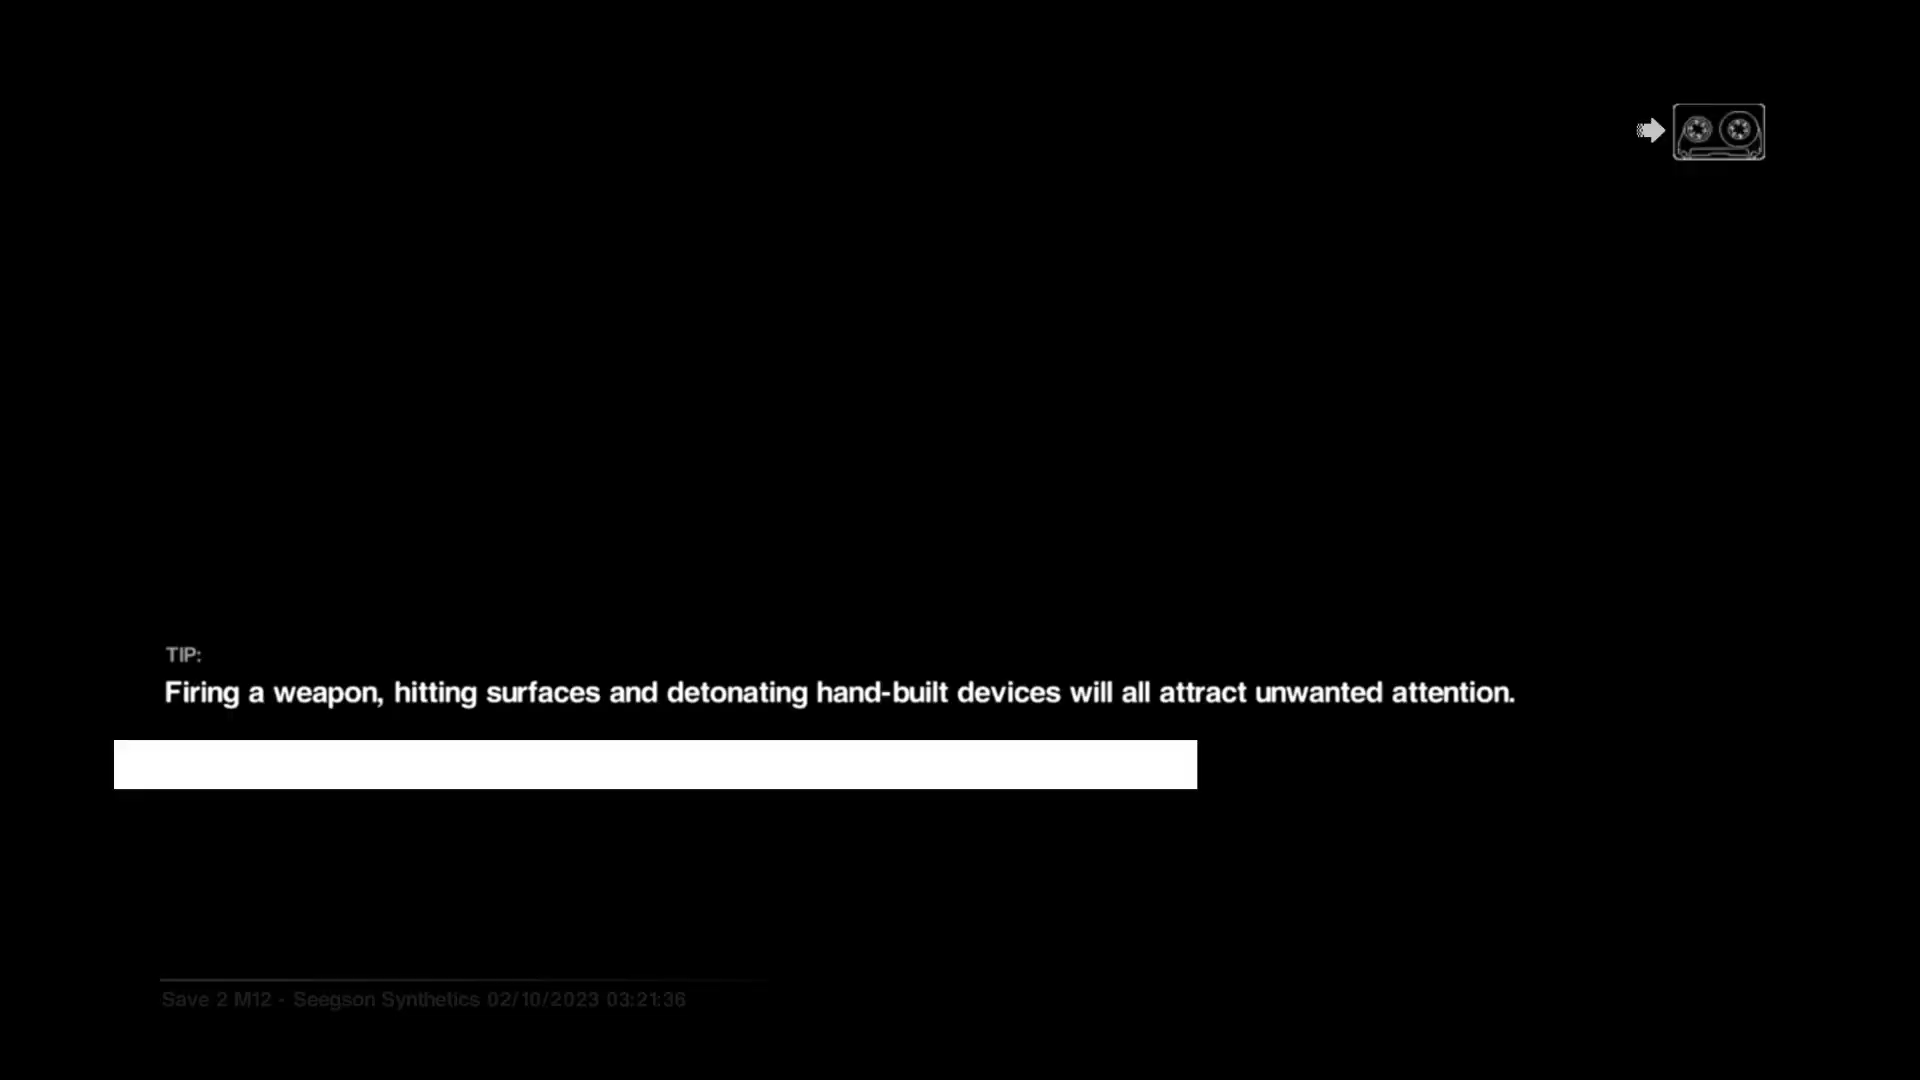 TIP:
Firing a weapon, hitting surfaces and detonating hand-built devices will all attract unwanted attention.
Save 2 M12 - Seegson Synthetics 02/10/2023 03:21:36